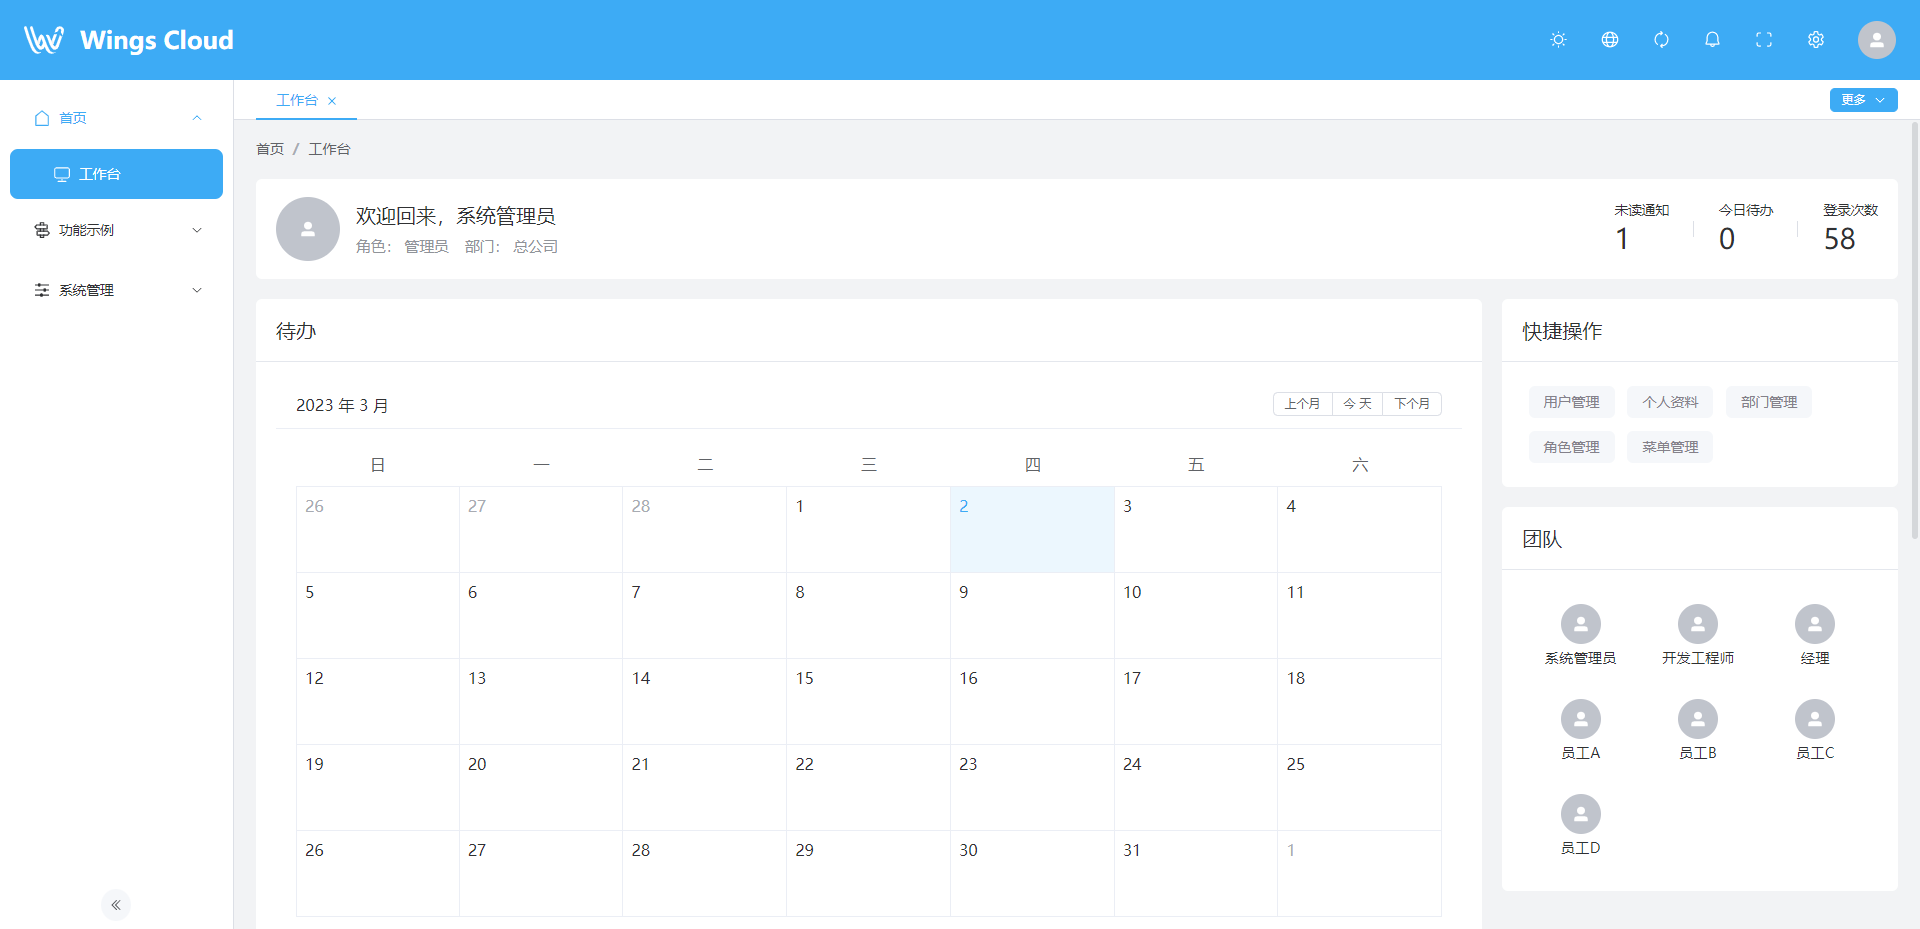 Wings Cloud
首页
工作台
功能示例
系统管理
工作台
更多
首页 / 工作台
欢迎回来，系统管理员
角色： 管理员 部门： 总公司
未读通知 今日待办 登录次数
1 0 58
待办
2023 年 3 月
上个月 今天 下个月
日 一 二 三 四 五 六
26 27 28 1 2 3 4
5 6 7 8 9 10 11
12 13 14 15 16 17 18
19 20 21 22 23 24 25
26 27 28 29 30 31 1
快捷操作
用户管理 个人资料 部门管理
角色管理 菜单管理
团队
系统管理员 开发工程师 经理
员工A 员工B 员工C
员工D